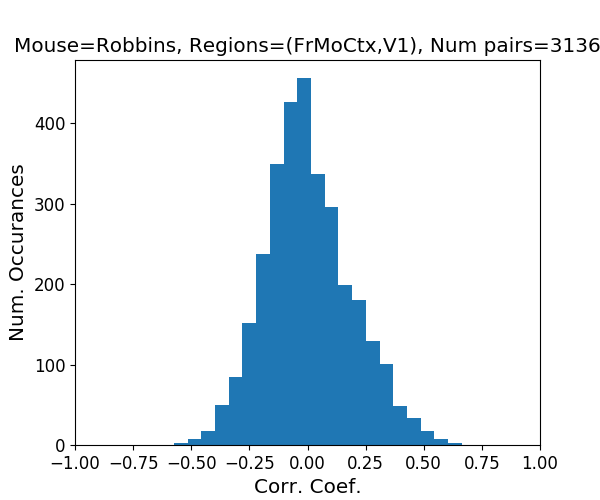 Mouse=Robbins, Regions=(FrMoCtx,V1), Num pairs=3136
400
300
200
100
0
Num. Occurances
−1.00 −0.75 −0.50 −0.25 0.00 0.25 0.50 0.75 1.00
Corr. Coef.